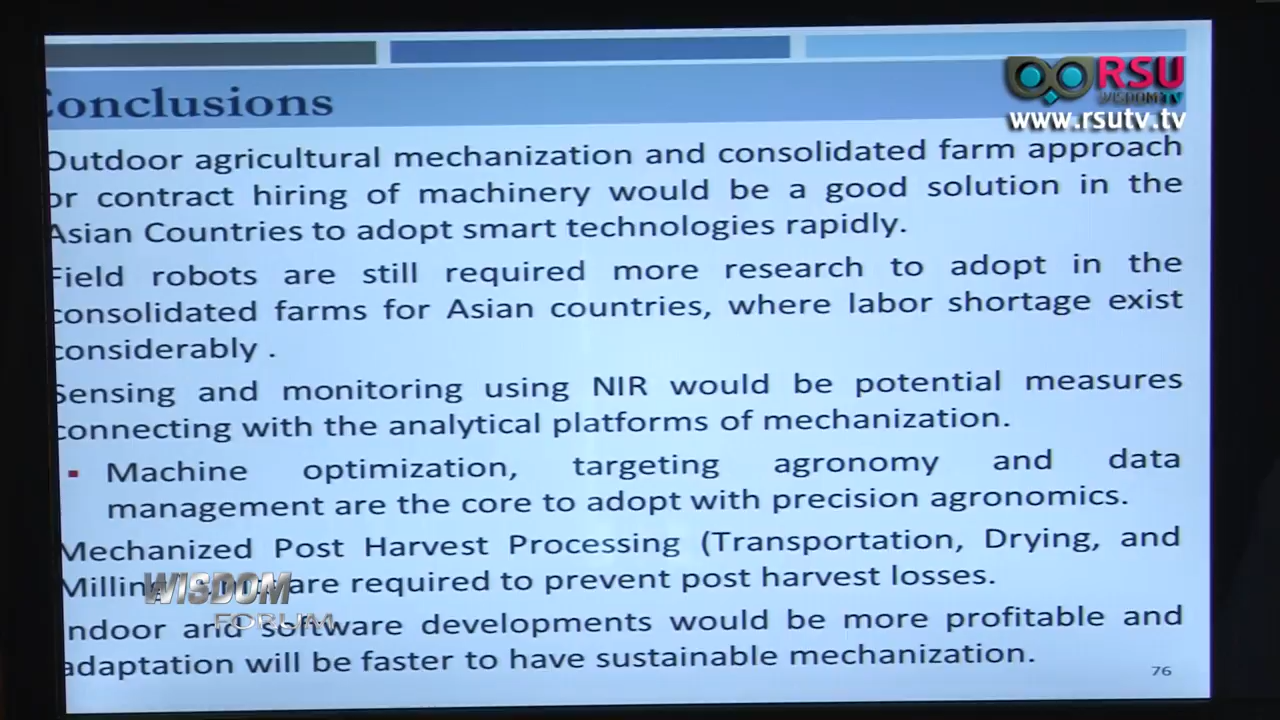 Conclusions
RSU
WISDOM TV
www.rsutv.tv
Outdoor agricultural mechanization and consolidated farm approach
or contract hiring of machinery would be a good solution in the
Asian Countries to adopt smart technologies rapidly.
Field robots are still required more research to adopt in the
consolidated farms for Asian countries, where labor shortage exist
considerably .
Sensing and monitoring using NIR would be potential measures
connecting with the analytical platforms of mechanization.
▪ Machine optimization, targeting agronomy and data
management are the core to adopt with precision agronomics.
Mechanized Post Harvest Processing (Transportation, Drying, and
Milling are required to prevent post harvest losses.
Indoor and software developments would be more profitable and
adaptation will be faster to have sustainable mechanization.
WISDOM
FORUM
76